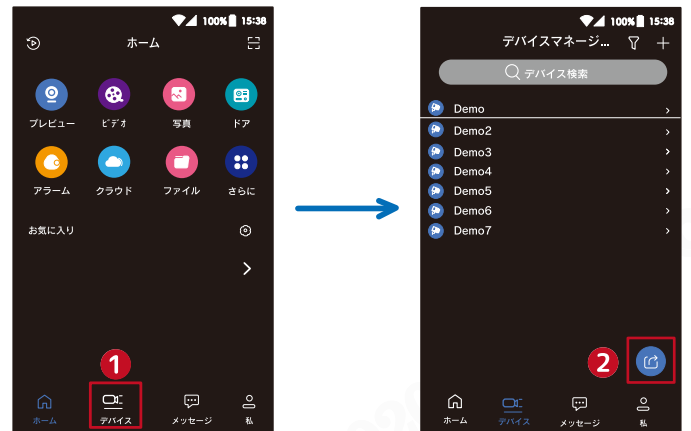 100% 15:38
ホーム
プレビュー ビデオ 写真 ドア
アラーム クラウド ファイル さらに
お気に入り
1
ホーム デバイス メッセージ 私
100% 15:38
デバイスマネージ...
デバイス検索
Demo
Demo2
Demo3
Demo4
Demo5
Demo6
Demo7
2
ホーム デバイス メッセージ 私